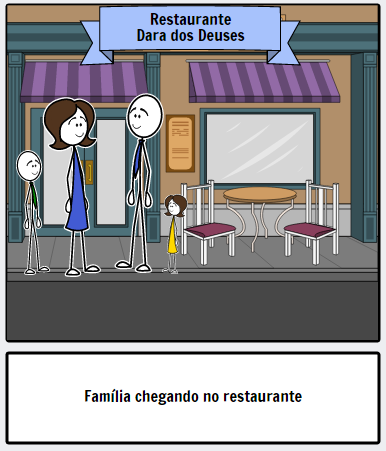 Restaurante
Dara dos Deuses
Família chegando no restaurante